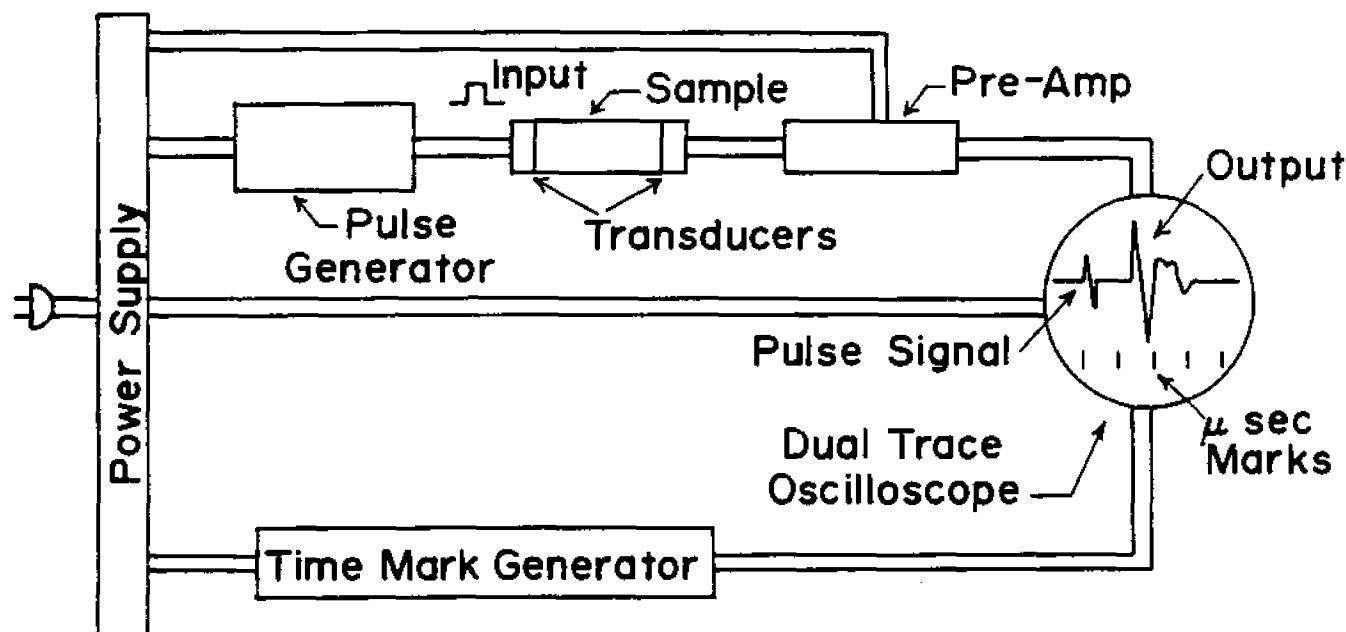 Input
Sample
Pre-Amp
Output
Pulse
Generator
Transducers
Power Supply
Pulse Signal
μ sec
Marks
Dual Trace
Oscilloscope
Time Mark Generator